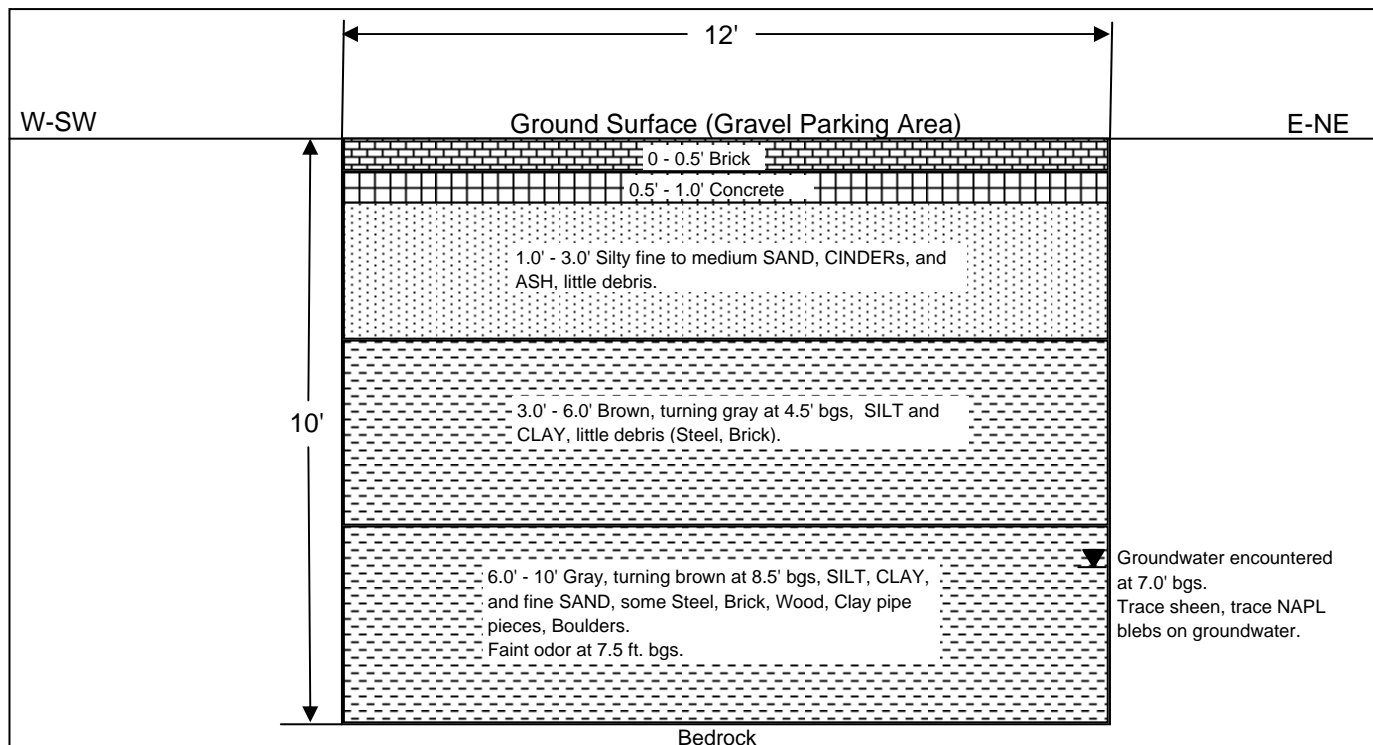 12'
W-SW
Ground Surface (Gravel Parking Area)
E-NE
0 - 0.5' Brick
0.5' - 1.0' Concrete
1.0' - 3.0' Silty fine to medium SAND, CINDERs, and
ASH, little debris.
10'
3.0' - 6.0' Brown, turning gray at 4.5' bgs,  SILT and
CLAY, little debris (Steel, Brick).
6.0' - 10' Gray, turning brown at 8.5' bgs, SILT, CLAY,
and fine SAND, some Steel, Brick, Wood, Clay pipe
pieces, Boulders.
Faint odor at 7.5 ft. bgs.
Groundwater encountered
at 7.0' bgs.
Trace sheen, trace NAPL
blebs on groundwater.
Bedrock